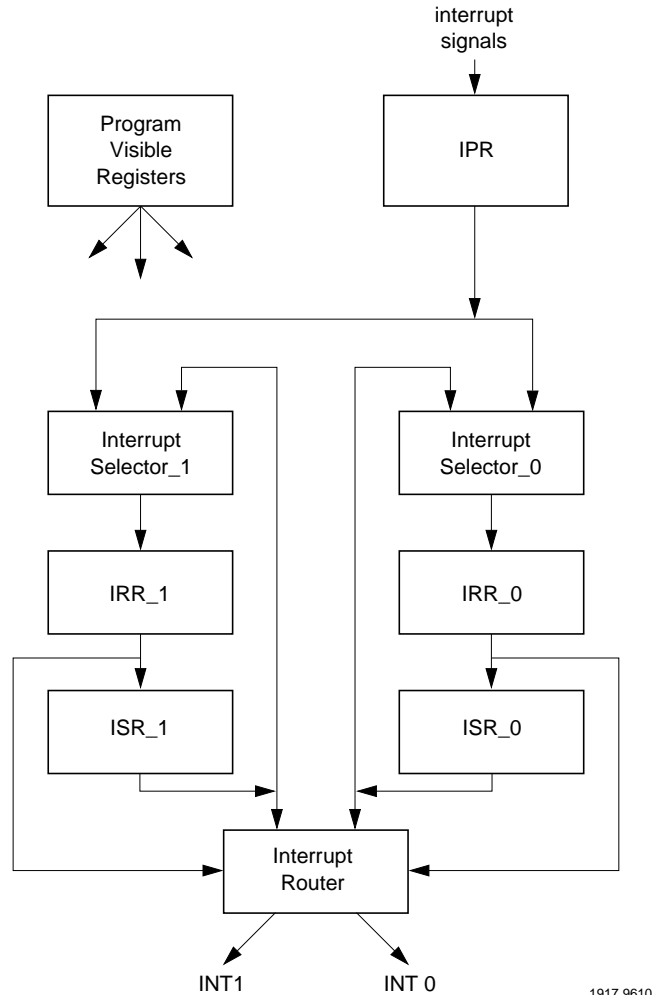 interrupt
signals
Program
Visible
Registers
IPR
Interrupt
Selector_1
Interrupt
Selector_0
IRR_1
IRR_0
ISR_1
ISR_0
Interrupt
Router
INT1
INT 0
1917 9610